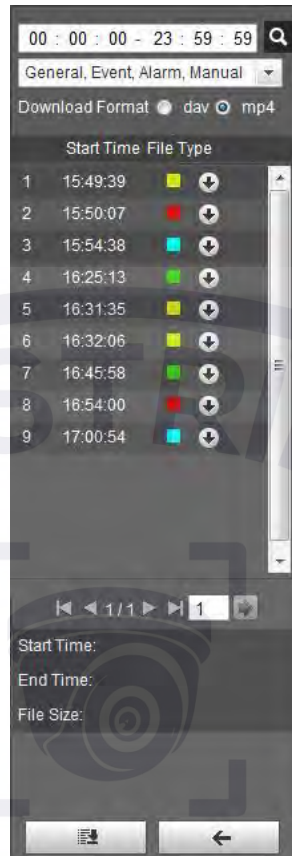 00 : 00 : 00 - 23 : 59 : 59
General, Event, Alarm, Manual
Download Format dav mp4
Start Time File Type
1 15:49:39
2 15:50:07
3 15:54:38
4 16:25:13
5 16:31:35
6 16:32:06
7 16:45:58
8 16:54:00
9 17:00:54
1/1 1
Start Time:
End Time:
File Size: